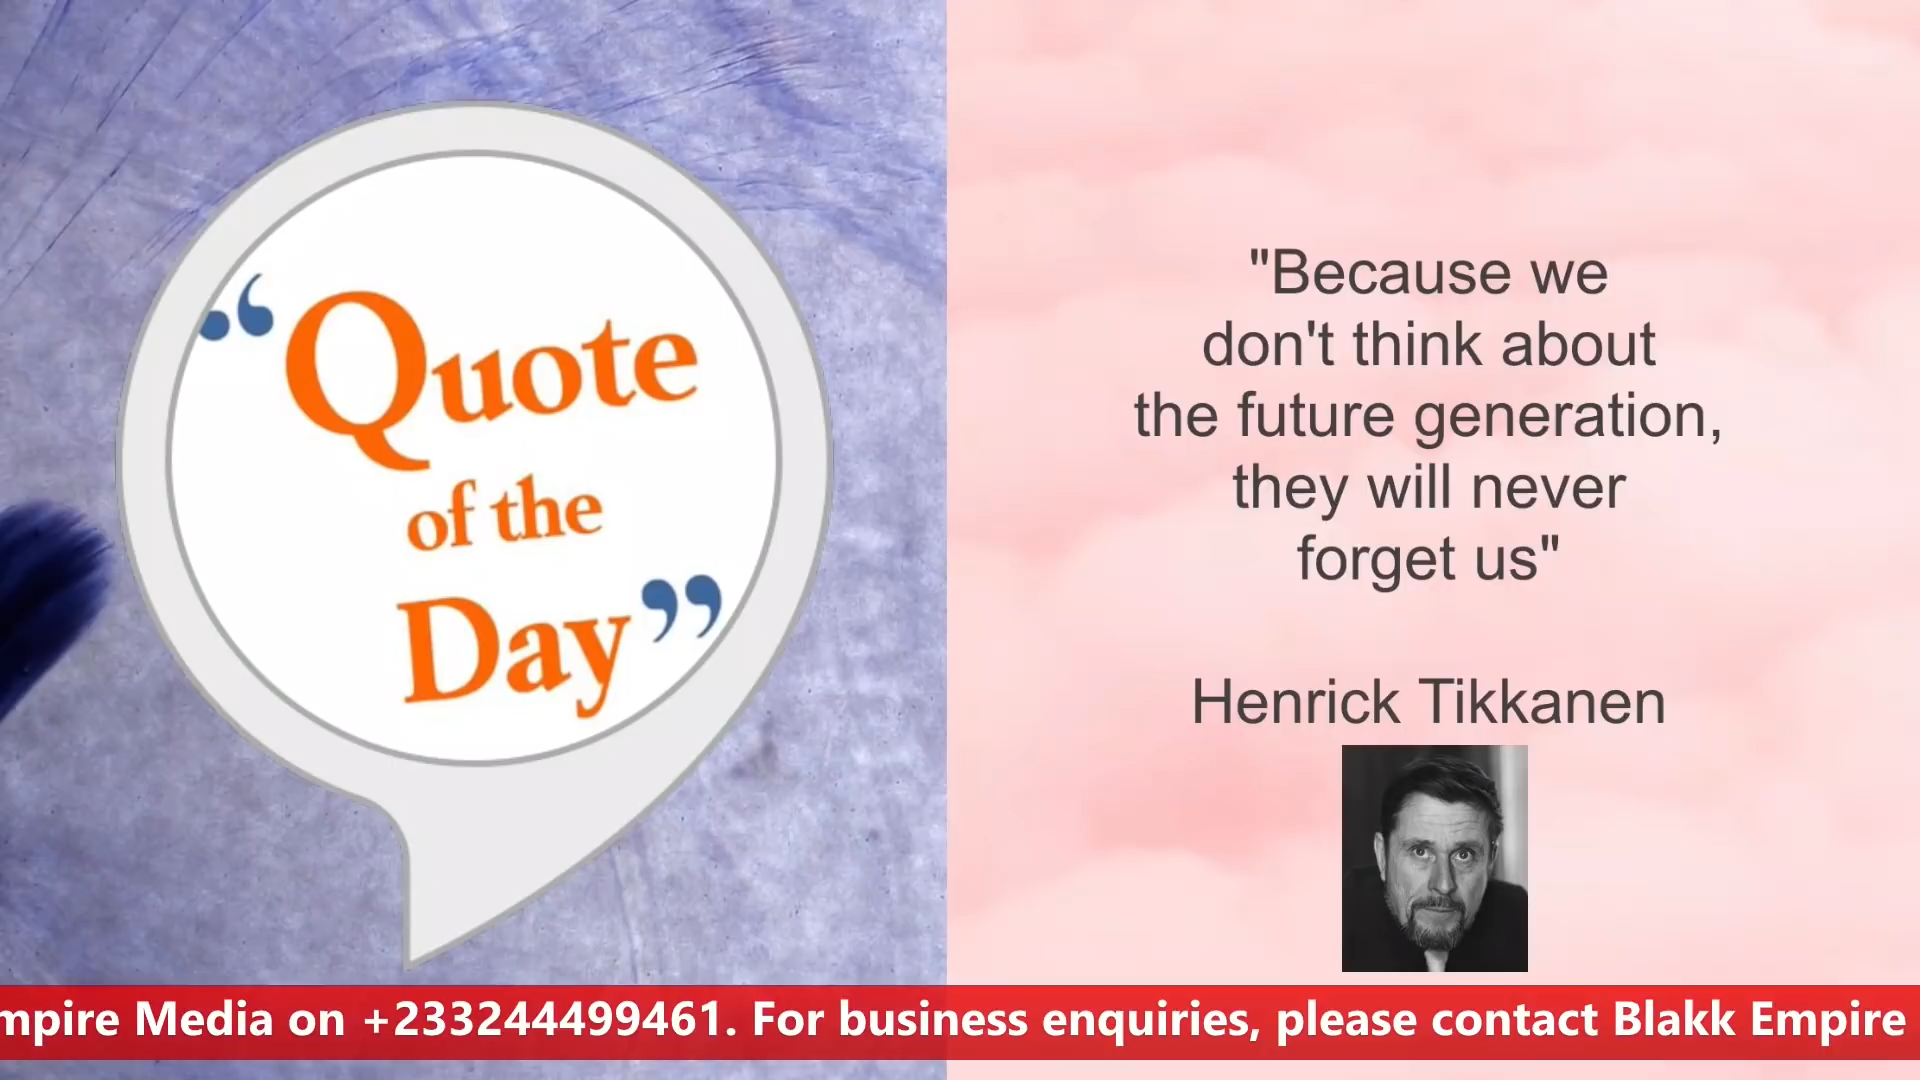 “Quote
of the
Day”
"Because we
don't think about
the future generation,
they will never
forget us"
Henrick Tikkanen
mpire Media on +233244499461. For business enquiries, please contact Blakk Empire